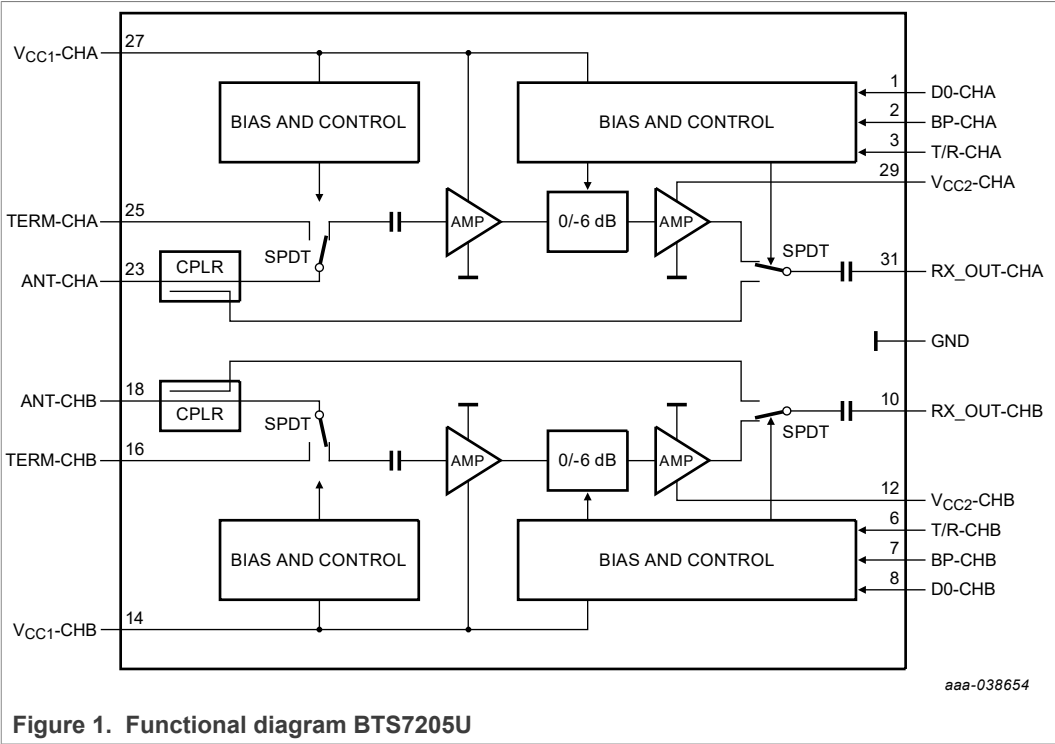 VCC1-CHA 27
BIAS AND CONTROL
BIAS AND CONTROL
1 D0-CHA
2 BP-CHA
3 T/R-CHA
29 VCC2-CHA
TERM-CHA 25
AMP
0/-6 dB
AMP
SPDT
SPDT
ANT-CHA 23
CPLR
31 RX_OUT-CHA
GND
ANT-CHB 18
CPLR
SPDT
10 RX_OUT-CHB
SPDT
TERM-CHB 16
AMP
0/-6 dB
AMP
12 VCC2-CHB
6 T/R-CHB
BIAS AND CONTROL
BIAS AND CONTROL
7 BP-CHB
8 D0-CHB
VCC1-CHB 14
aaa-038654
Figure 1. Functional diagram BTS7205U